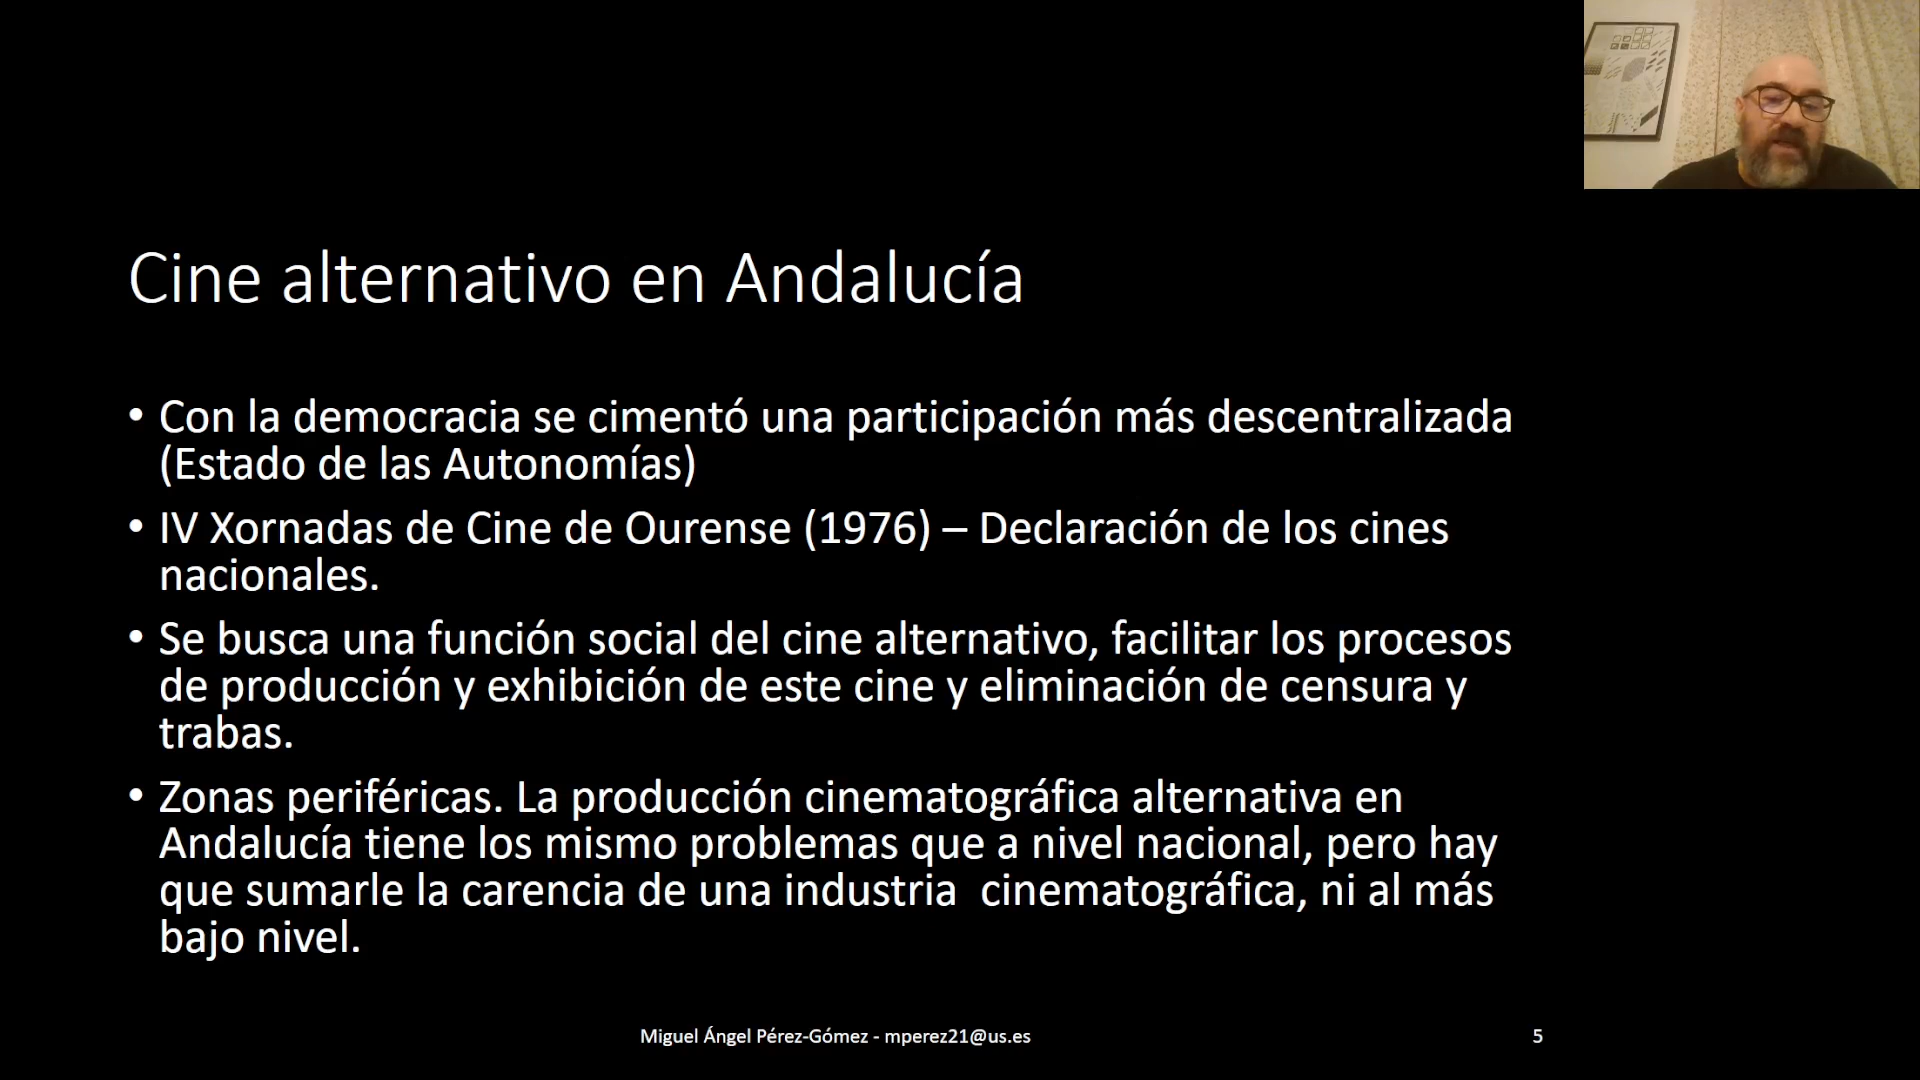 Cine alternativo en Andalucía
• Con la democracia se cimentó una participación más descentralizada
(Estado de las Autonomías)
• IV Xornadas de Cine de Ourense (1976) – Declaración de los cines
nacionales.
• Se busca una función social del cine alternativo, facilitar los procesos
de producción y exhibición de este cine y eliminación de censura y
trabas.
• Zonas periféricas. La producción cinematográfica alternativa en
Andalucía tiene los mismo problemas que a nivel nacional, pero hay
que sumarle la carencia de una industria  cinematográfica, ni al más
bajo nivel.
Miguel Ángel Pérez-Gómez - mperez21@us.es
5